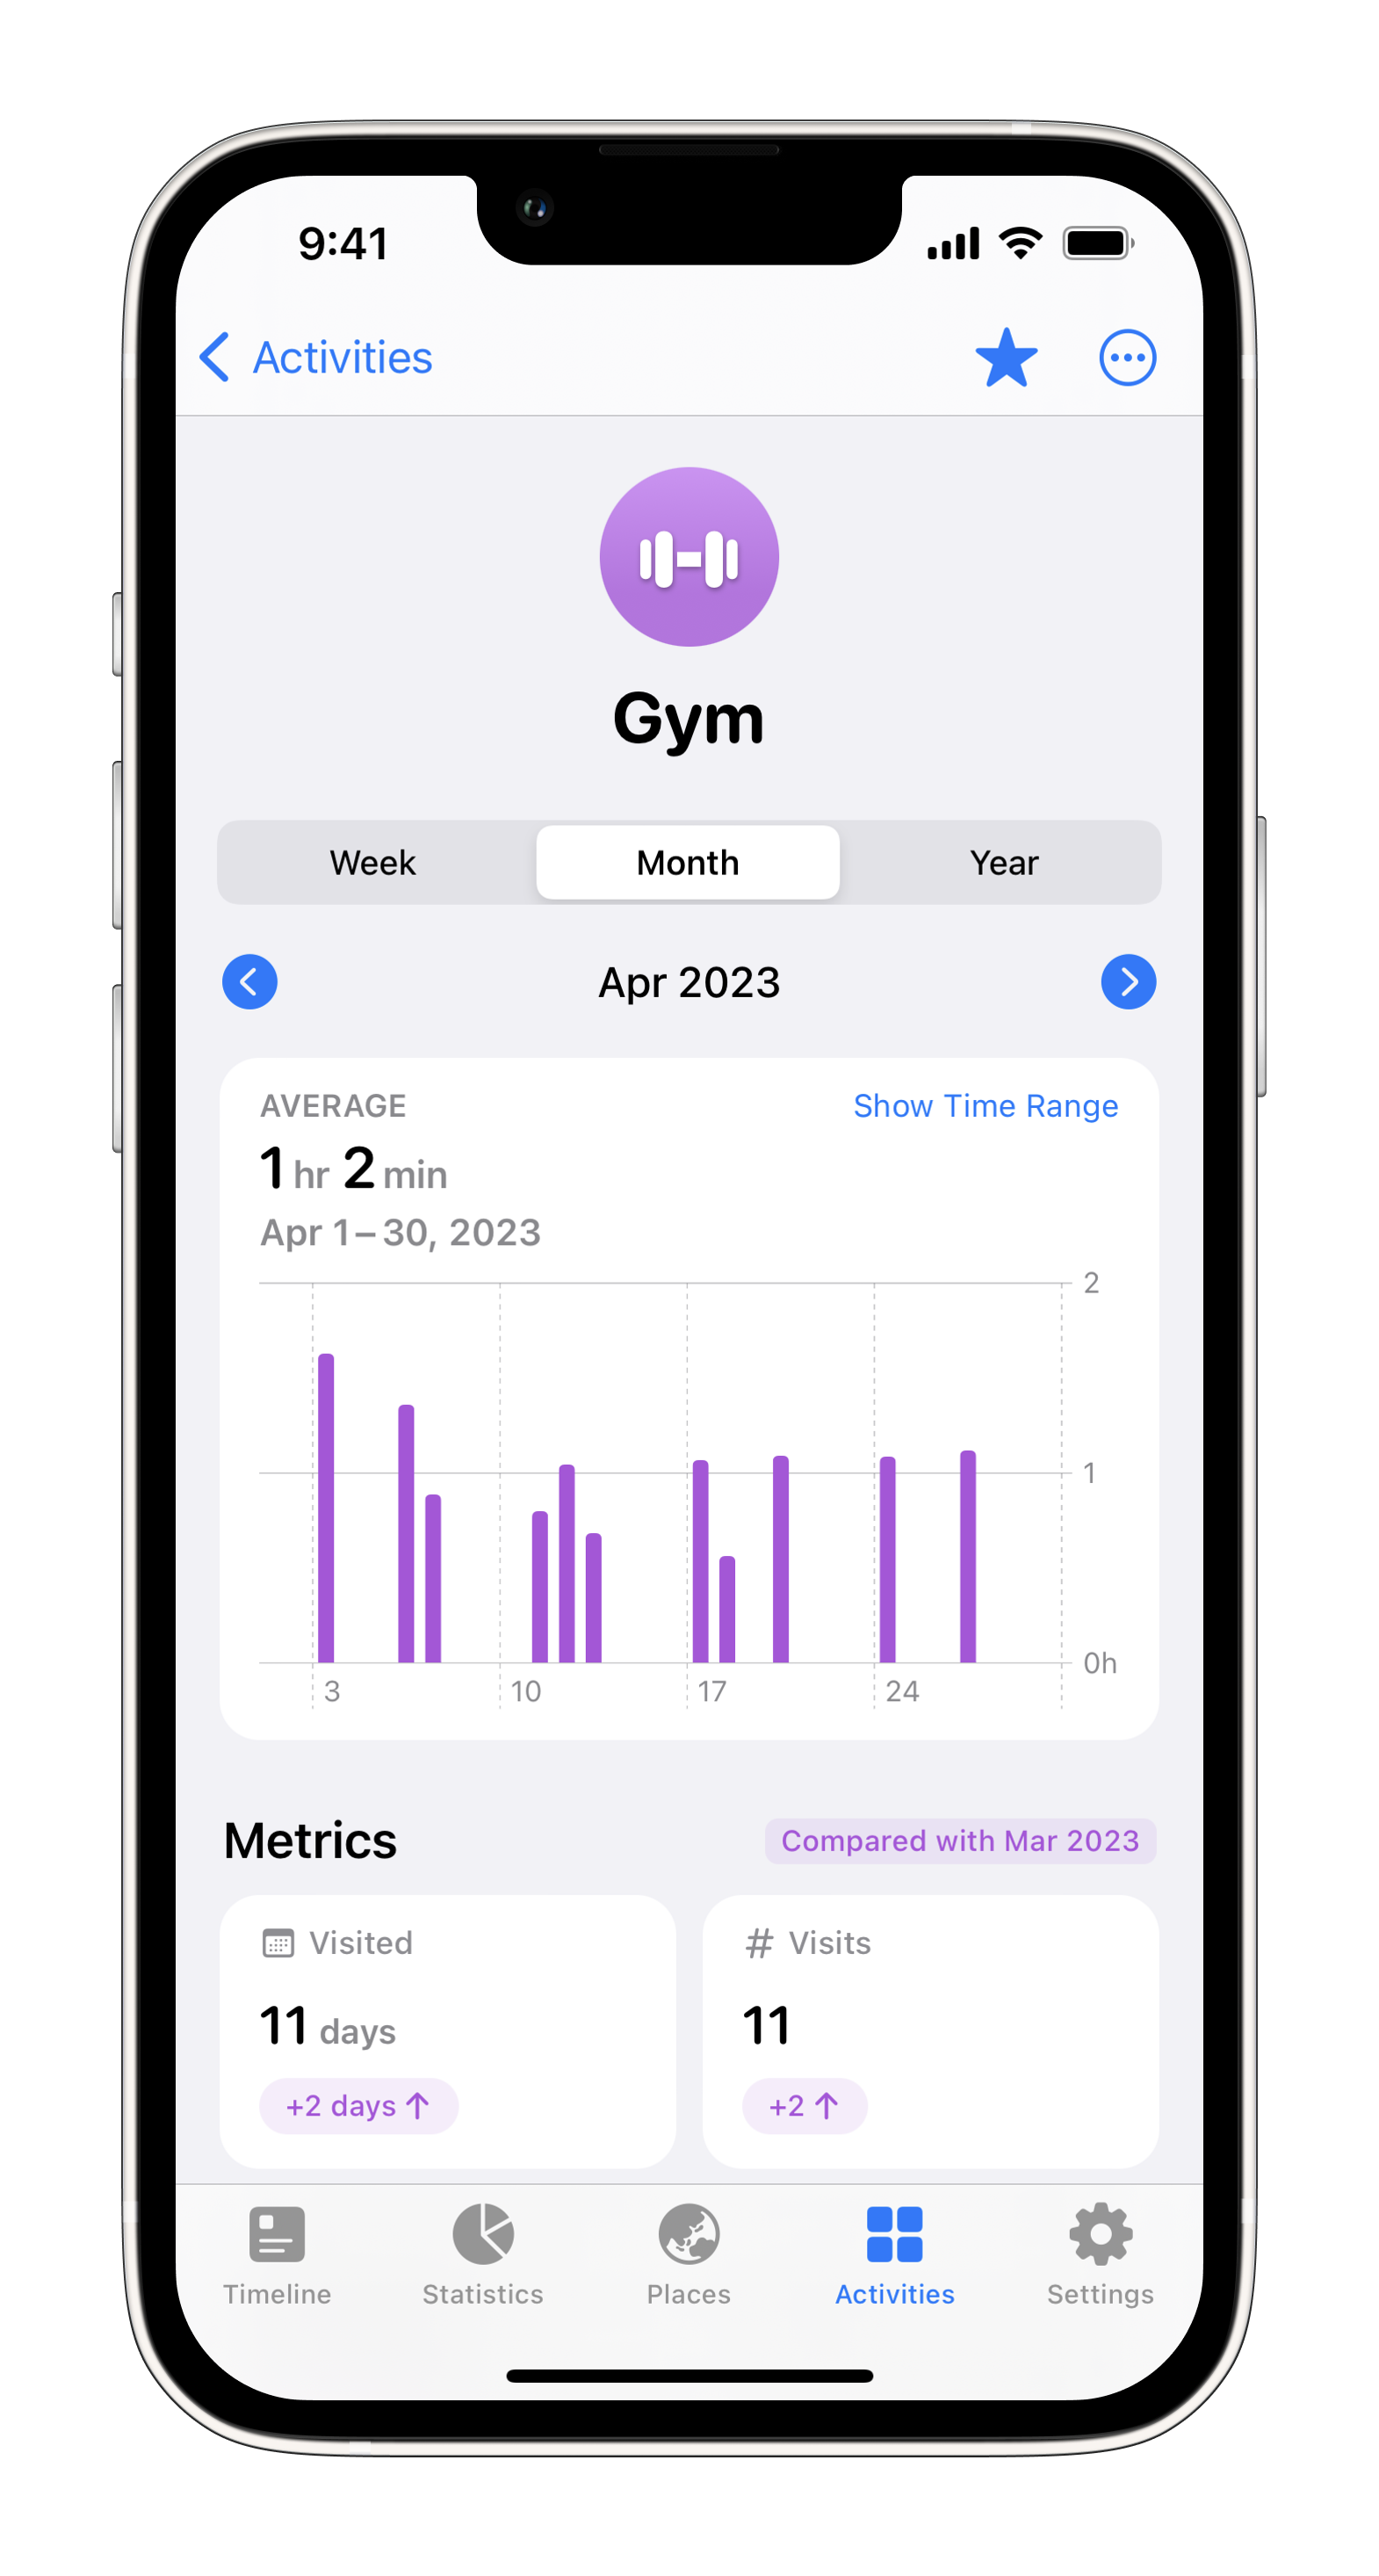 9:41
Activities
Gym
Week Month Year
Apr 2023
AVERAGE Show Time Range
1 hr 2 min
Apr 1–30, 2023
2
1
0h
3 10 17 24
Metrics Compared with Mar 2023
Visited # Visits
11 days 11
+2 days ↑ +2 ↑
Timeline Statistics Places Activities Settings